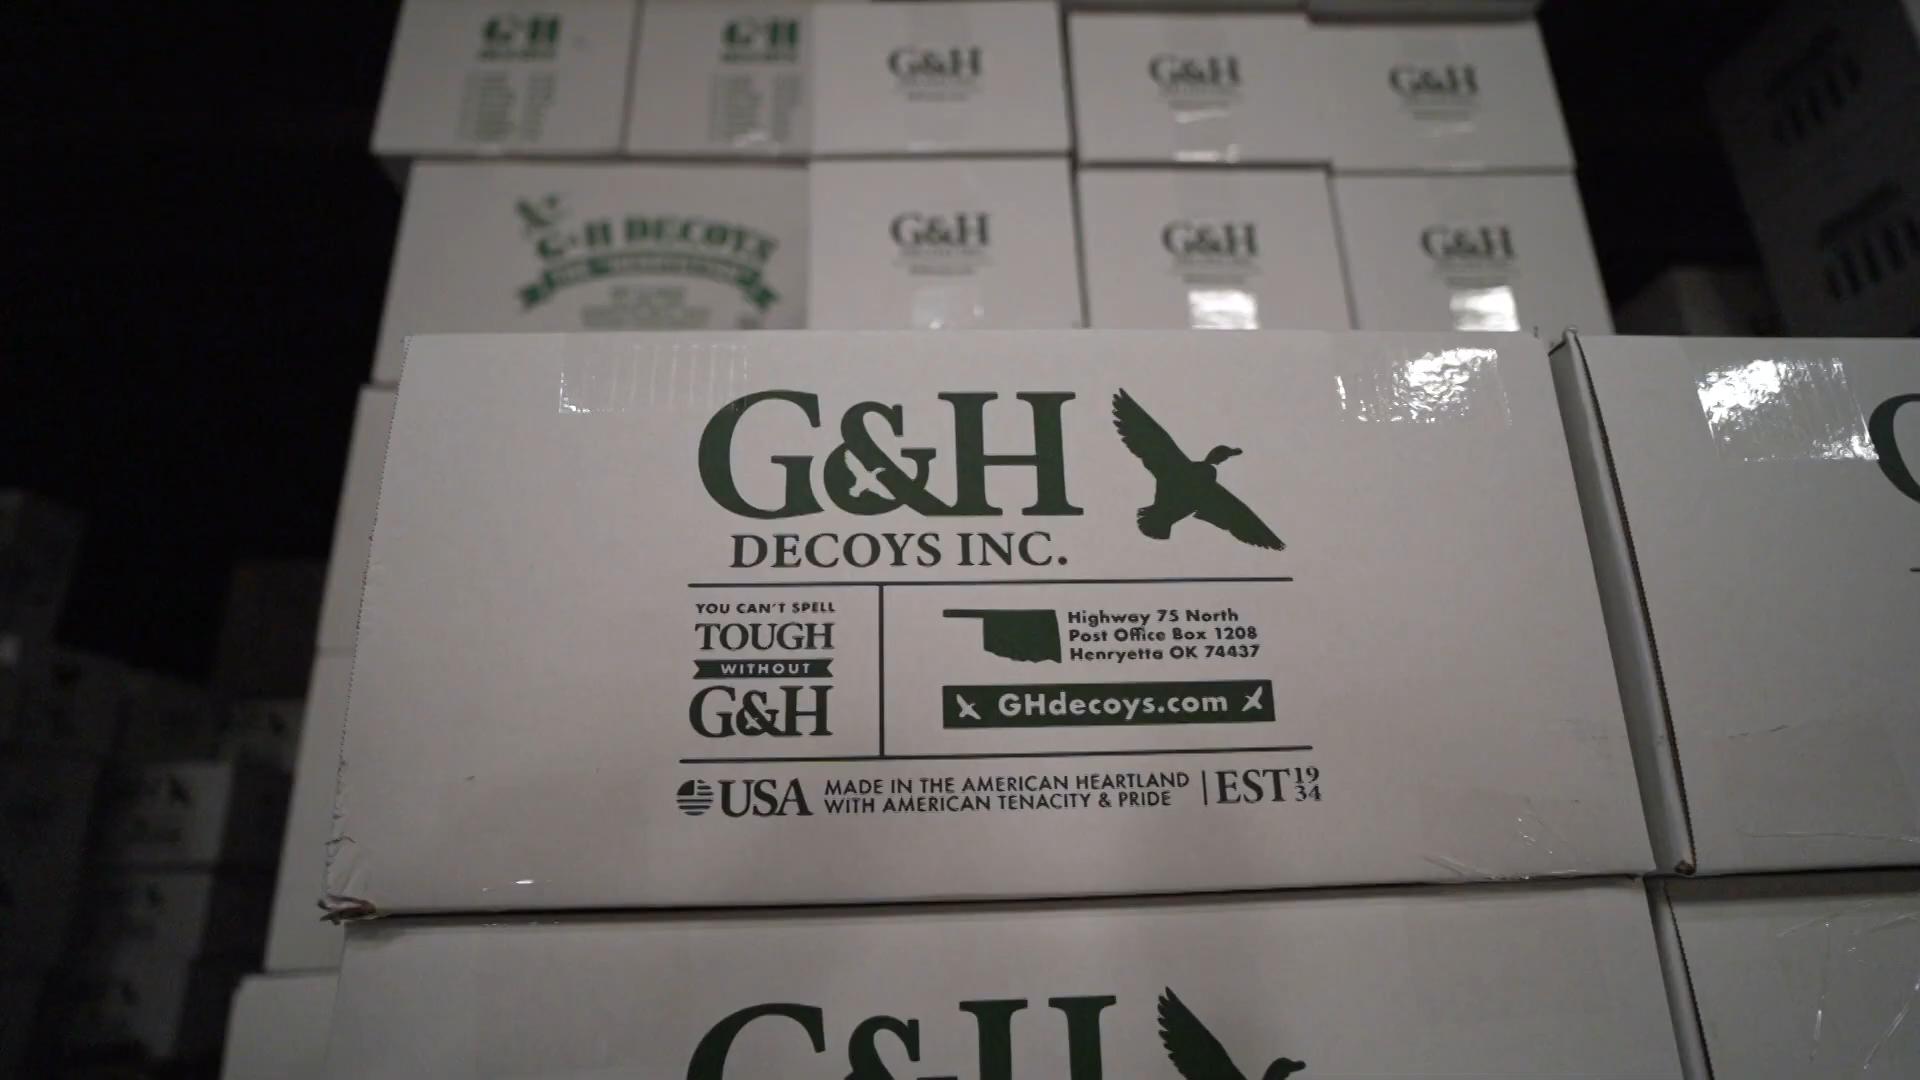 G&H
G&H
G&H
G&H
G&H
G·H DECOYS
G&H
G&H
G&H
G&H
DECOYS INC.
YOU CAN'T SPELL
TOUGH
WITHOUT
G&H
Highway 75 North
Post Office Box 1208
Henryetta OK 74437
GHdecoys.com
USA
MADE IN THE AMERICAN HEARTLAND
WITH AMERICAN TENACITY & PRIDE
EST 19
34
G&H